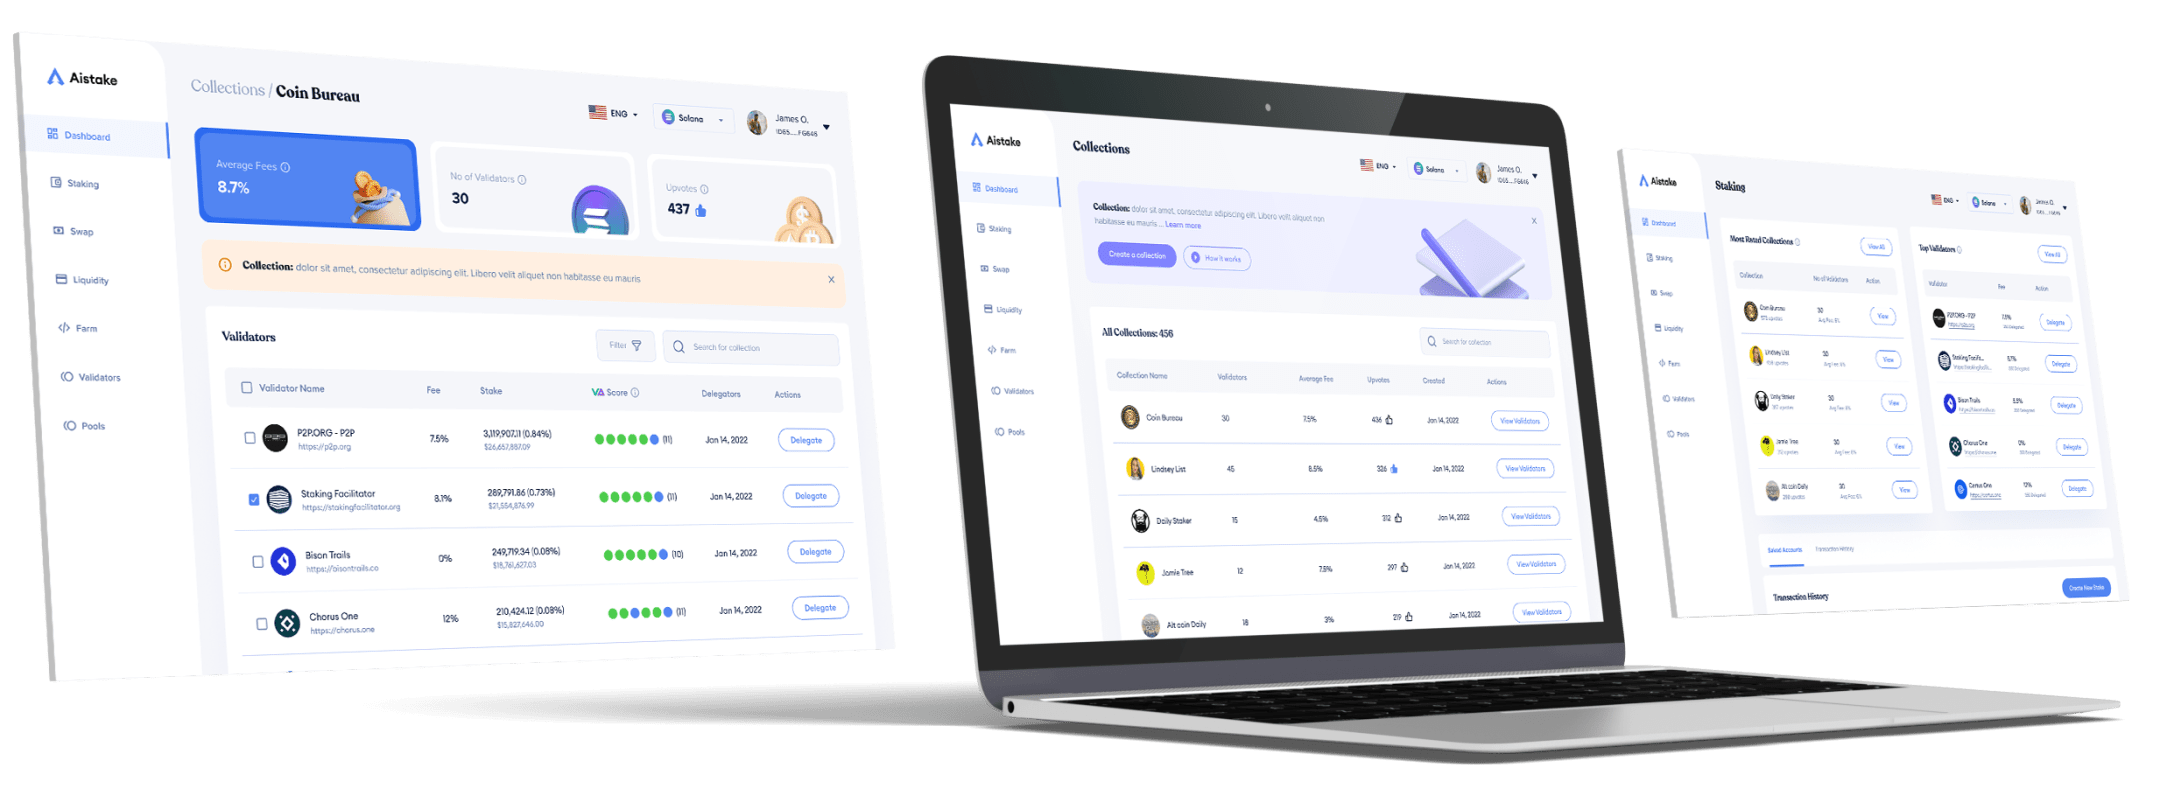 Aistake
Collections / Coin Bureau
ENG
Solana
James O.
1D65.....FG646
Dashboard
Staking
Swap
Liquidity
Farm
Validators
Pools
Average Fees
8.7%
No of Validators
30
Upvotes
437
Collection: dolor sit amet, consectetur adipiscing elit. Libero velit aliquet non habitasse eu mauris
X
Validators
Filter
Search for collection
Validator Name Fee Stake VA Score Delegators Actions
P2P.ORG - P2P 7.5% 3,119,907.11 (0.84%) (11) Jan 14, 2022 Delegate
https://p2p.org $26,657,887.09
Staking Facilitator 8.1% 289,791.86 (0.73%) (11) Jan 14, 2022 Delegate
https://stakingfacilitator.org $21,554,876.99
Bison Trails 0% 249,719.34 (0.08%) (10) Jan 14, 2022 Delegate
https://bisontrails.co $18,761,627.03
Chorus One 12% 210,424.12 (0.08%) (11) Jan 14, 2022 Delegate
https://chorus.one $15,827,646.00
Aistake
Collections
ENG
Solana
James O.
1D65.....FG646
Dashboard
Staking
Swap
Liquidity
Farm
Validators
Pools
Collection: dolor sit amet, consectetur adipiscing elit. Libero velit aliquet non
habitasse eu mauris ... Learn more
X
Create a collection
How it works
All Collections: 456
Search for collection
Collection Name Validators Average Fee Upvotes Created Actions
Coin Bureau 30 7.5% 436 Jan 14, 2022 View Validators
Lindsey List 45 8.5% 326 Jan 14, 2022 View Validators
Daily Staker 15 4.5% 312 Jan 14, 2022 View Validators
Jamie Tree 12 7.5% 297 Jan 14, 2022 View Validators
Ait coin Daily 18 3% 219 Jan 14, 2022 View Validators
Aistake
Staking
ENG
Solana
James O.
Dashboard
Staking
Swap
Liquidity
Farm
Validators
Pools
Most Rated Collections
View All
Collection No of Validators Action
Coin Bureau 30 View
Lindsey List 30 View
Daily Staker 30 View
Jamie Tree 30 View
Ait coin Daily 30 View
Top Validators
View All
Validator Fee Action
P2P.ORG - P2P 7.5% Delegate
Staking Facilit... Delegate
Bison Trails Delegate
Chorus One 0% Delegate
Corus One 12% Delegate
Transaction History
Transaction History
Create New Stake